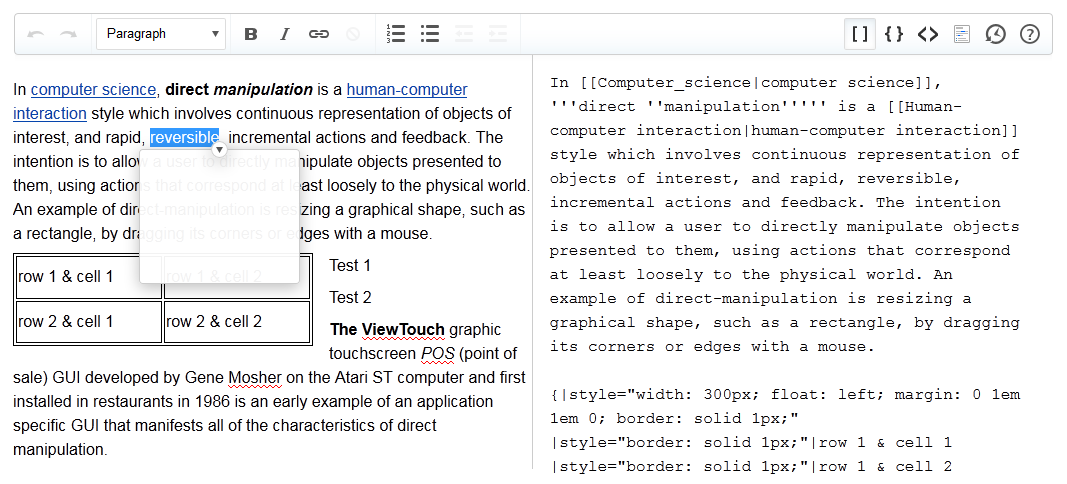 Paragraph
B I
[ ] { } < >
In computer science, direct manipulation is a human-computer
interaction style which involves continuous representation of objects of
interest, and rapid, reversible, incremental actions and feedback. The
intention is to allow a user to directly manipulate objects presented to
them, using actions that correspond at least loosely to the physical world.
An example of direct-manipulation is resizing a graphical shape, such as
a rectangle, by dragging its corners or edges with a mouse.
row 1 & cell 1 row 1 & cell 2
row 2 & cell 1 row 2 & cell 2
Test 1
Test 2
The ViewTouch graphic
touchscreen POS (point of
sale) GUI developed by Gene Mosher on the Atari ST computer and first
installed in restaurants in 1986 is an early example of an application
specific GUI that manifests all of the characteristics of direct
manipulation.
In [[Computer_science|computer science]],
'''direct ''manipulation''''' is a [[Human-
computer interaction|human-computer interaction]]
style which involves continuous representation of
objects of interest, and rapid, reversible,
incremental actions and feedback. The intention
is to allow a user to directly manipulate objects
presented to them, using actions that correspond
at least loosely to the physical world. An
example of direct-manipulation is resizing a
graphical shape, such as a rectangle, by dragging
its corners or edges with a mouse.
{|style="width: 300px; float: left; margin: 0 1em
1em 0; border: solid 1px;"
|style="border: solid 1px;"|row 1 & cell 1
|style="border: solid 1px;"|row 1 & cell 2